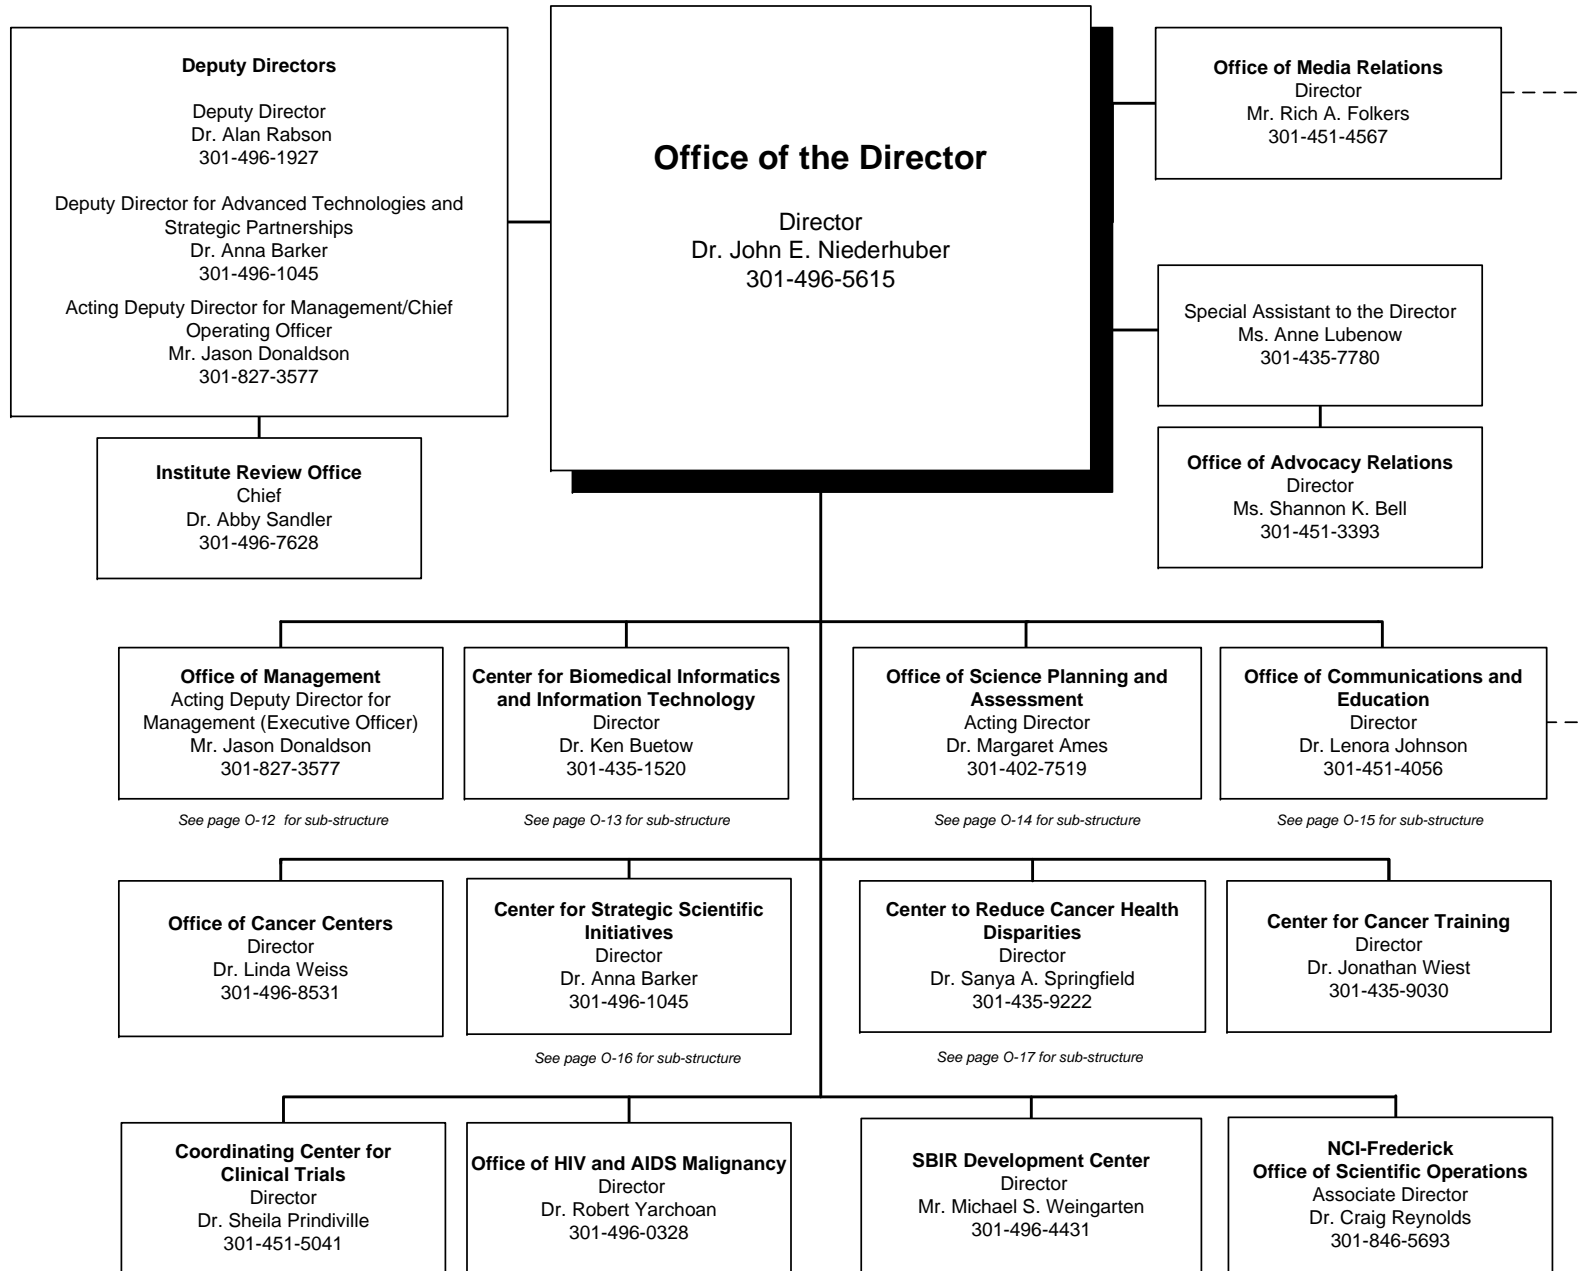 Deputy Directors
Deputy Director
Dr. Alan Rabson
301-496-1927
Deputy Director for Advanced Technologies and
Strategic Partnerships
Dr. Anna Barker
301-496-1045
Acting Deputy Director for Management/Chief
Operating Officer
Mr. Jason Donaldson
301-827-3577
Office of the Director
Director
Dr. John E. Niederhuber
301-496-5615
Office of Media Relations
Director
Mr. Rich A. Folkers
301-451-4567
Special Assistant to the Director
Ms. Anne Lubenow
301-435-7780
Institute Review Office
Chief
Dr. Abby Sandler
301-496-7628
Office of Advocacy Relations
Director
Ms. Shannon K. Bell
301-451-3393
Office of Management
Acting Deputy Director for
Management (Executive Officer)
Mr. Jason Donaldson
301-827-3577
See page O-12 for sub-structure
Center for Biomedical Informatics
and Information Technology
Director
Dr. Ken Buetow
301-435-1520
See page O-13 for sub-structure
Office of Science Planning and
Assessment
Acting Director
Dr. Margaret Ames
301-402-7519
See page O-14 for sub-structure
Office of Communications and
Education
Director
Dr. Lenora Johnson
301-451-4056
See page O-15 for sub-structure
Office of Cancer Centers
Director
Dr. Linda Weiss
301-496-8531
Center for Strategic Scientific
Initiatives
Director
Dr. Anna Barker
301-496-1045
See page O-16 for sub-structure
Center to Reduce Cancer Health
Disparities
Director
Dr. Sanya A. Springfield
301-435-9222
See page O-17 for sub-structure
Center for Cancer Training
Director
Dr. Jonathan Wiest
301-435-9030
Coordinating Center for
Clinical Trials
Director
Dr. Sheila Prindiville
301-451-5041
Office of HIV and AIDS Malignancy
Director
Dr. Robert Yarchoan
301-496-0328
SBIR Development Center
Director
Mr. Michael S. Weingarten
301-496-4431
NCI-Frederick
Office of Scientific Operations
Associate Director
Dr. Craig Reynolds
301-846-5693